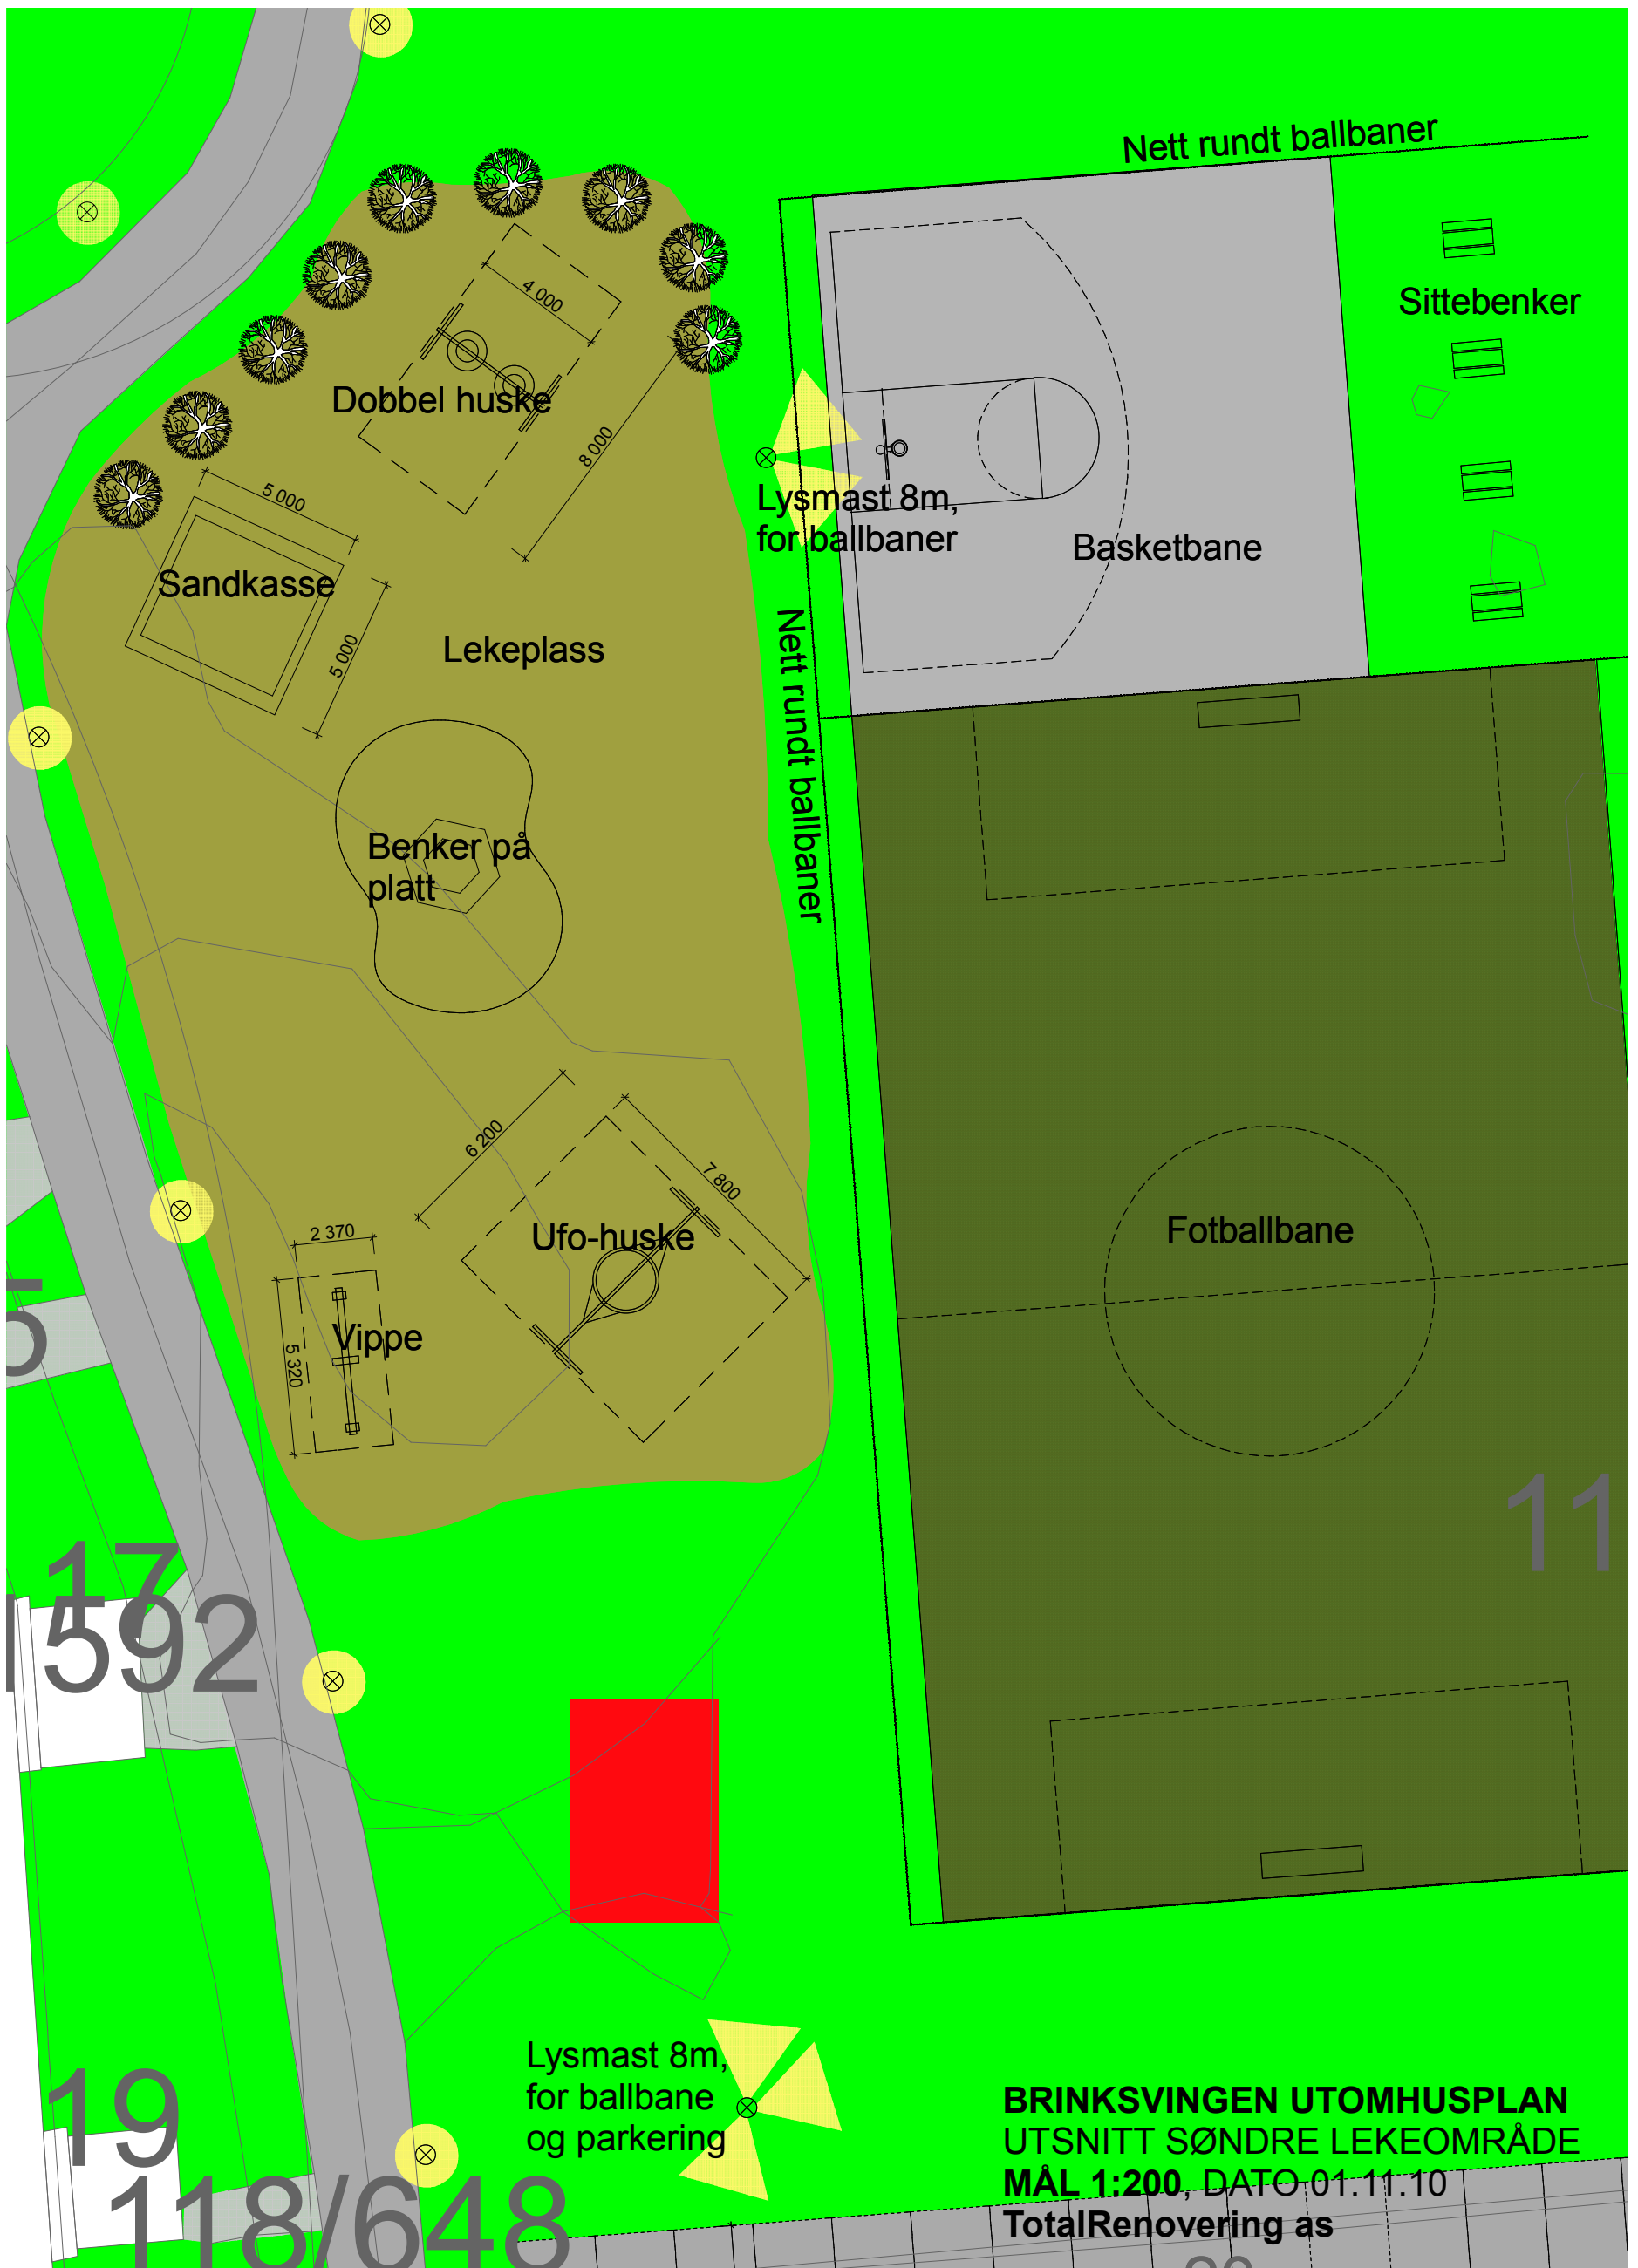 Nett rundt ballbaner
Sittebenker
4 000
Dobbel huske
8 000
5 000
Lysmast 8m,
for ballbaner
Basketbane
Sandkasse
5 000
Lekeplass
Nett rundt ballbaner
Benker på
platt
6 200
7 800
2 370
Ufo-huske
Fotballbane
5
5 320
Vippe
11
17
1592
Lysmast 8m,
for ballbane
og parkering
19
118/648
BRINKSVINGEN UTOMHUSPLAN
UTSNITT SØNDRE LEKEOMRÅDE
MÅL 1:200, DATO 01.11.10
TotalRenovering as